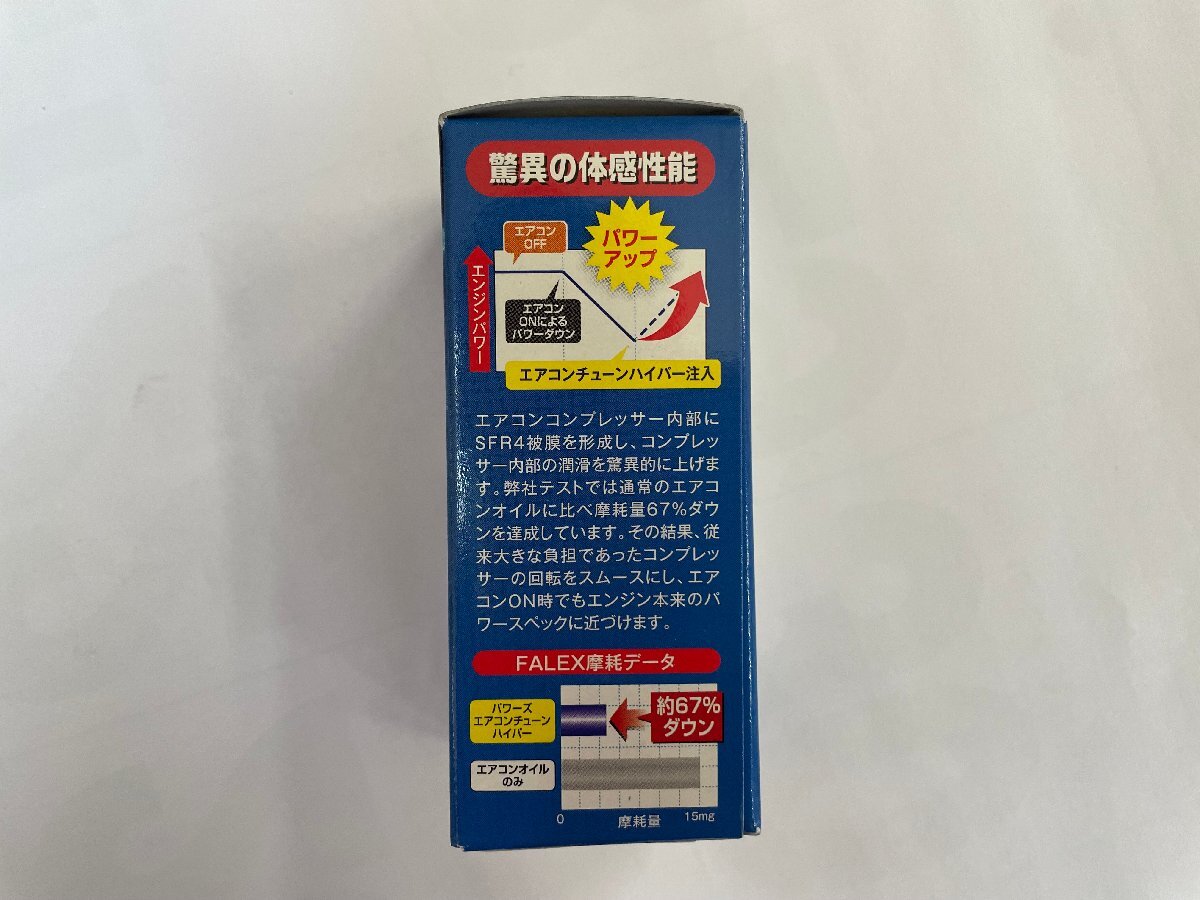 驚異の体感性能
エアコン
OFF
パワー
アップ
エンジンパワー
エアコン
ONによる
パワーダウン
エアコンチューンハイパー注入
エアコンコンプレッサー内部に
SFR4被膜を形成し、コンプレッ
サー内部の潤滑を驚異的に上げま
す。弊社テストでは通常のエアコ
ンオイルに比べ摩耗量67%ダウ
ンを達成しています。その結果、従
来大きな負担であったコンプレッ
サーの回転をスムースにし、エア
コンON時でもエンジン本来のパ
ワースペックに近づけます。
FALEX摩耗データ
パワーズ
エアコンチューン
ハイパー
約67%
ダウン
エアコンオイル
のみ
0
摩耗量
15mg